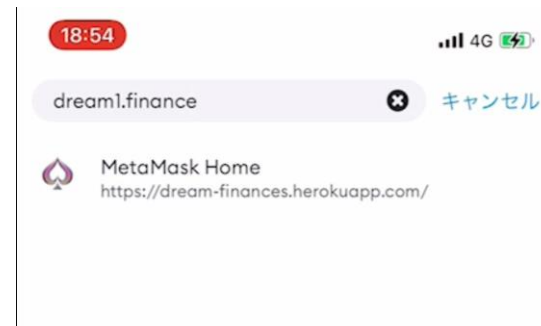 18:54
4G
dream1.finance
キャンセル
MetaMask Home
https://dream-finances.herokuapp.com/